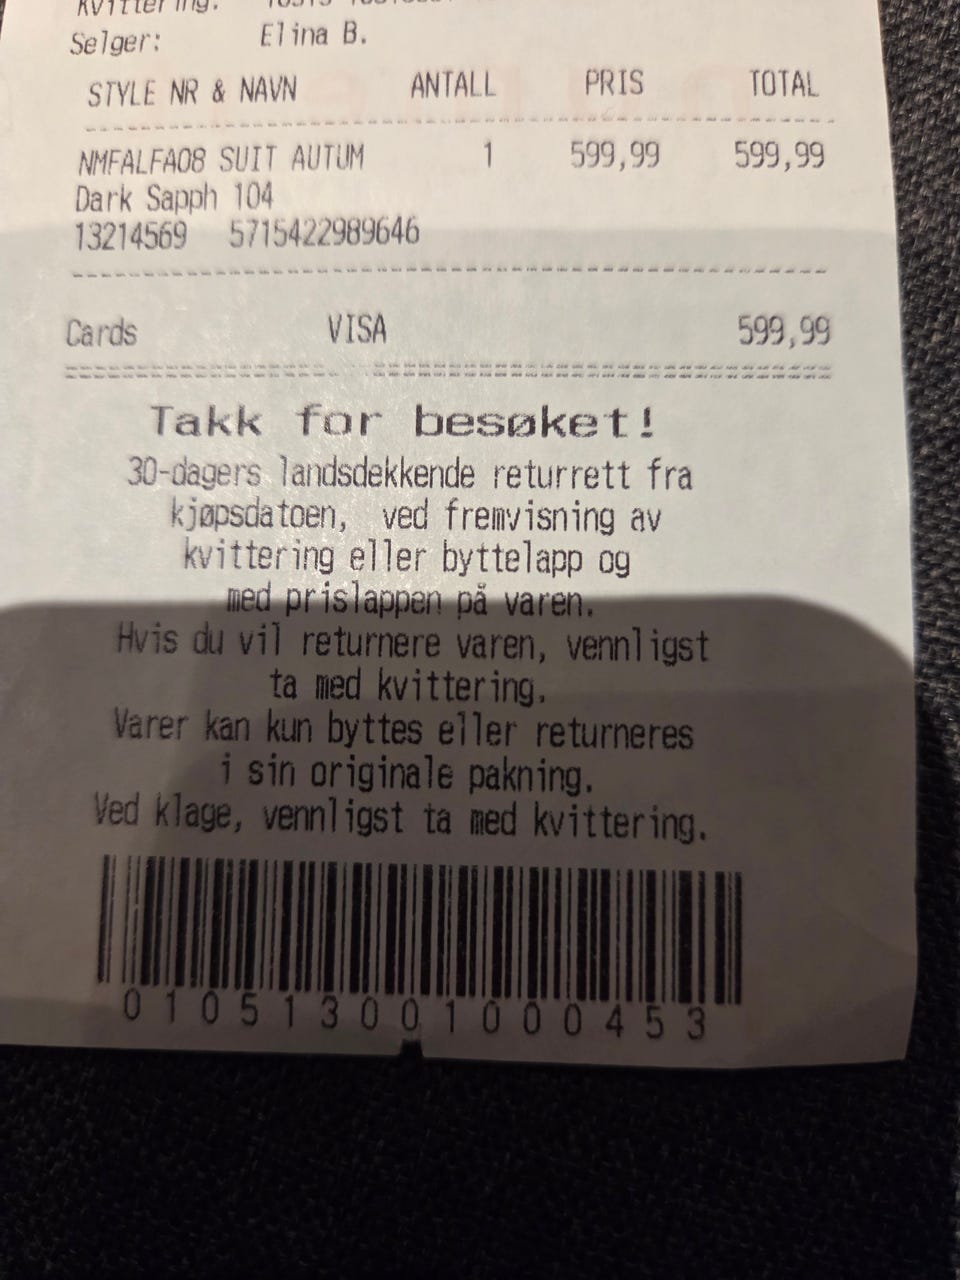 Kvittering:
Selger: Elina B.
STYLE NR & NAVN ANTALL PRIS TOTAL
NMFALFA08 SUIT AUTUM 1 599,99 599,99
Dark Sapph 104
13214569 5715422989646
Cards VISA 599,99
Takk for besøket!
30-dagers landsdekkende returrett fra
kjøpsdatoen, ved fremvisning av
kvittering eller byttelapp og
med prislappen på varen.
Hvis du vil returnere varen, vennligst
ta med kvittering.
Varer kan kun byttes eller returneres
i sin originale pakning.
Ved klage, vennligst ta med kvittering.
010513001000453